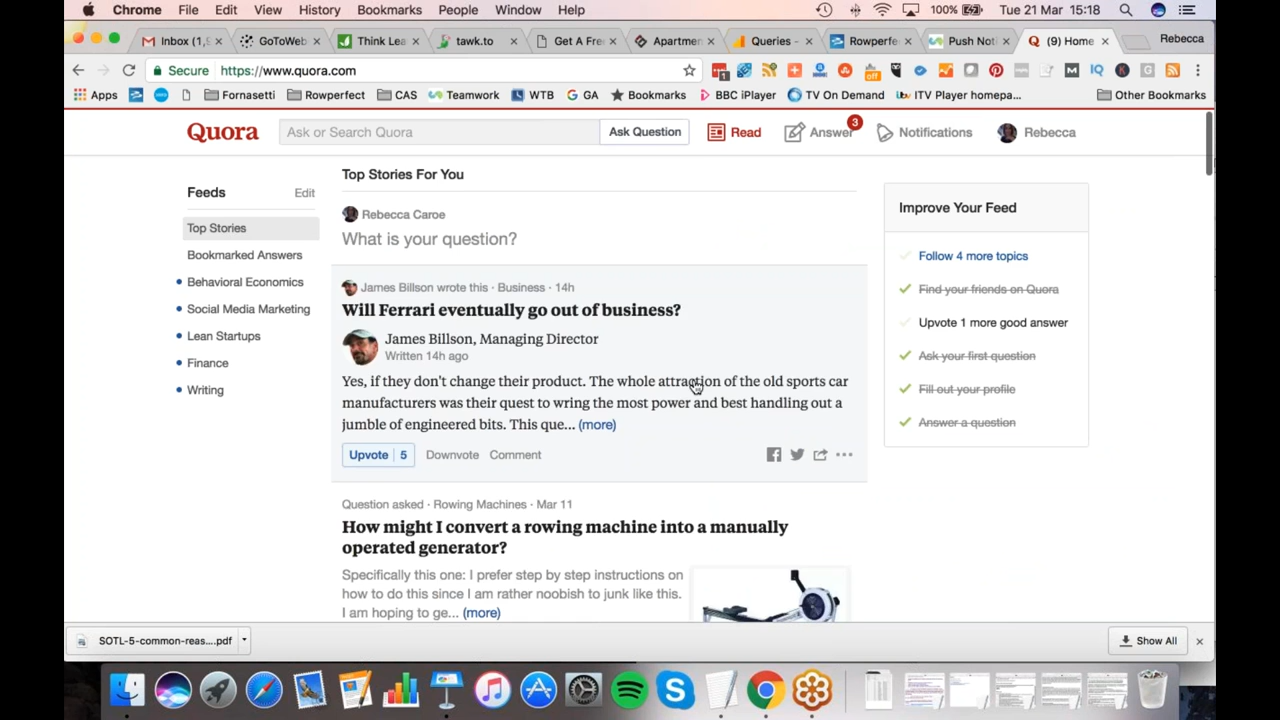 Chrome File Edit View History Bookmarks People Window Help 100% Tue 21 Mar 15:18
Inbox (1,9 GoToWeb Think Lea tawk.to Get A Fre Apartmen Queries - Rowperfe Push Noti (9) Home Rebecca
Secure https://www.quora.com
Apps Fornasetti Rowperfect CAS Teamwork WTB GA Bookmarks BBC iPlayer TV On Demand ITV Player homepa... Other Bookmarks
Quora Ask or Search Quora Ask Question Read Answer 3 Notifications Rebecca
Top Stories For You
Feeds Edit
Top Stories
Bookmarked Answers
Behavioral Economics
Social Media Marketing
Lean Startups
Finance
Writing
Rebecca Caroe
What is your question?
James Billson wrote this · Business · 14h
Will Ferrari eventually go out of business?
James Billson, Managing Director
Written 14h ago
Yes, if they don't change their product. The whole attraction of the old sports car
manufacturers was their quest to wring the most power and best handling out a
jumble of engineered bits. This que... (more)
Upvote 5 Downvote Comment
Question asked · Rowing Machines · Mar 11
How might I convert a rowing machine into a manually
operated generator?
Specifically this one: I prefer step by step instructions on
how to do this since I am rather noobish to junk like this.
I am hoping to ge... (more)
Improve Your Feed
Follow 4 more topics
Find your friends on Quora
Upvote 1 more good answer
Ask your first question
Fill out your profile
Answer a question
SOTL-5-common-reas....pdf Show All